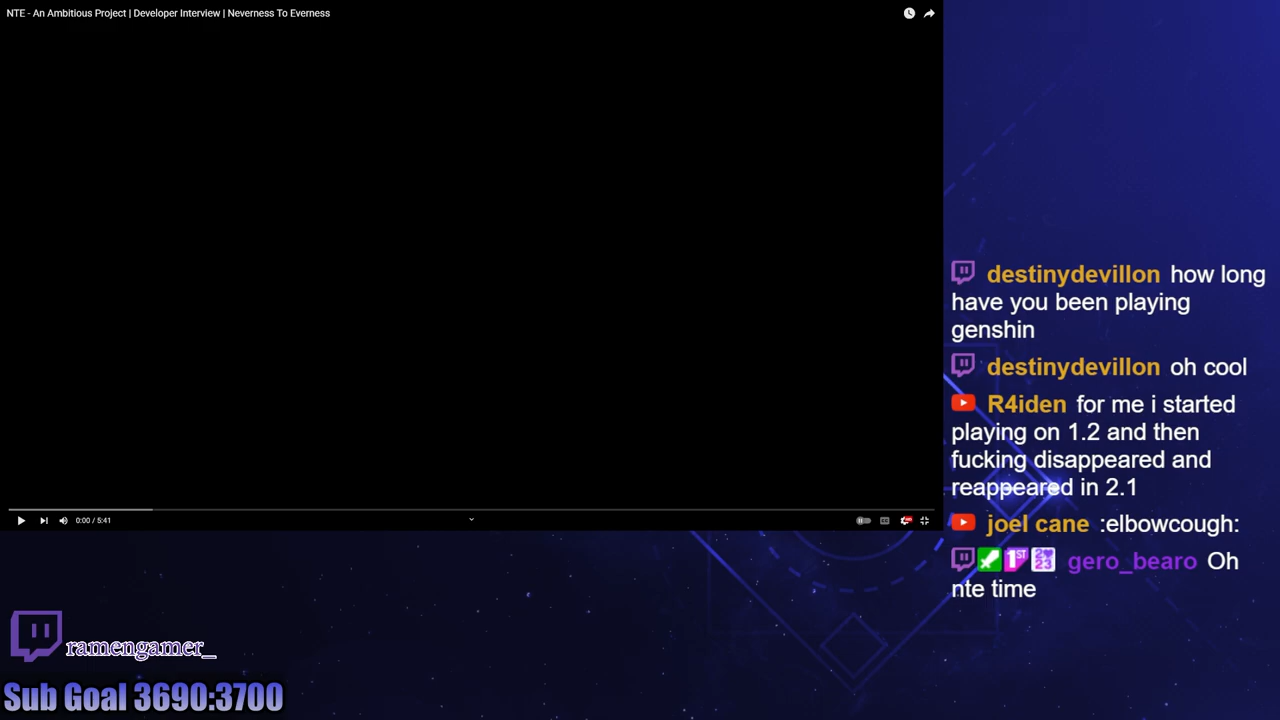 NTE - An Ambitious Project | Developer Interview | Neverness To Everness
0:00 / 5:41
destinydevillon how long
have you been playing
genshin
destinydevillon oh cool
R4iden for me i started
playing on 1.2 and then
fucking disappeared and
reappeared in 2.1
joel cane :elbowcough:
gero_bearo Oh
nte time
ramengamer_
Sub Goal 3690:3700